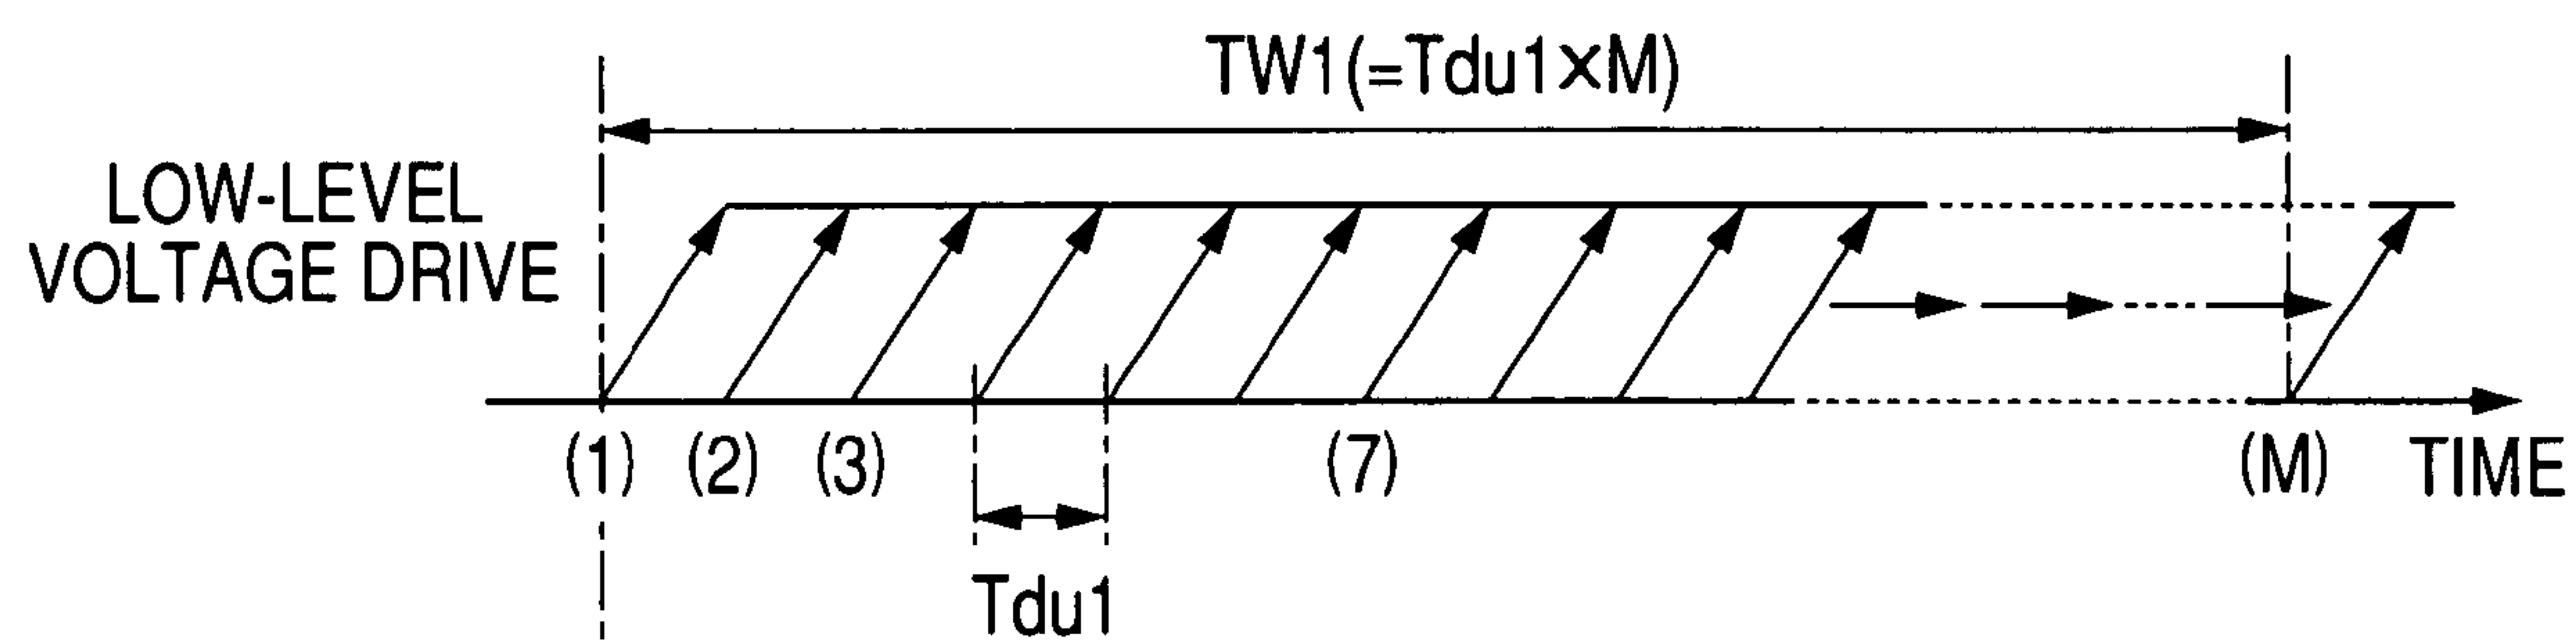 TW1(=Tdu1×M)
LOW-LEVEL
VOLTAGE DRIVE
(1) (2) (3) (7) (M) TIME
Tdu1